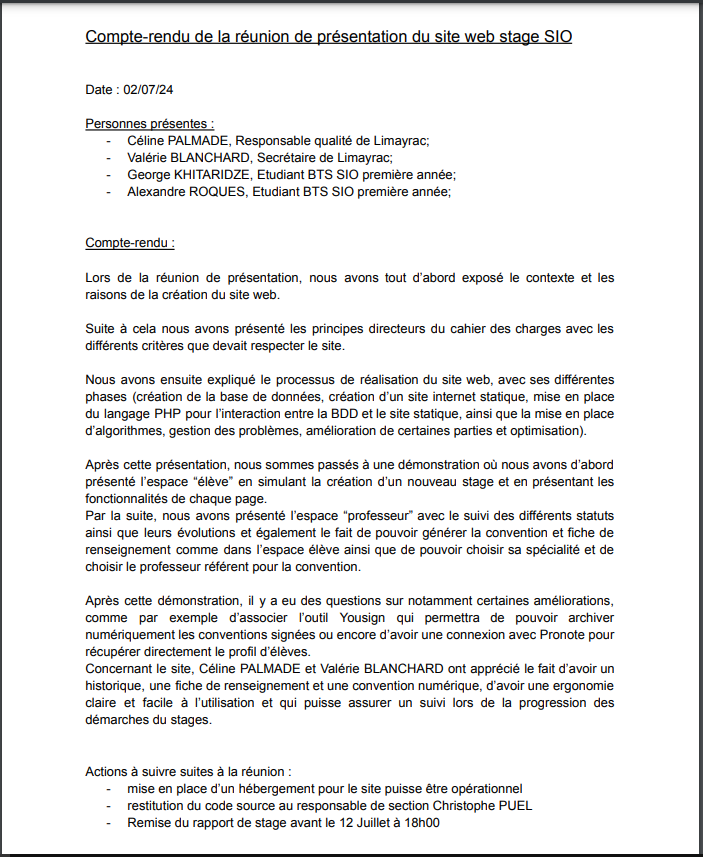 Compte-rendu de la réunion de présentation du site web stage SIO
Date : 02/07/24
Personnes présentes :
- Céline PALMADE, Responsable qualité de Limayrac;
- Valérie BLANCHARD, Secrétaire de Limayrac;
- George KHITARIDZE, Etudiant BTS SIO première année;
- Alexandre ROQUES, Etudiant BTS SIO première année;
Compte-rendu :
Lors de la réunion de présentation, nous avons tout d’abord exposé le contexte et les
raisons de la création du site web.
Suite à cela nous avons présenté les principes directeurs du cahier des charges avec les
différents critères que devait respecter le site.
Nous avons ensuite expliqué le processus de réalisation du site web, avec ses différentes
phases (création de la base de données, création d’un site internet statique, mise en place
du langage PHP pour l’interaction entre la BDD et le site statique, ainsi que la mise en place
d’algorithmes, gestion des problèmes, amélioration de certaines parties et optimisation).
Après cette présentation, nous sommes passés à une démonstration où nous avons d’abord
présenté l’espace “élève” en simulant la création d’un nouveau stage et en présentant les
fonctionnalités de chaque page.
Par la suite, nous avons présenté l’espace “professeur” avec le suivi des différents statuts
ainsi que leurs évolutions et également le fait de pouvoir générer la convention et fiche de
renseignement comme dans l’espace élève ainsi que de pouvoir choisir sa spécialité et de
choisir le professeur référent pour la convention.
Après cette démonstration, il y a eu des questions sur notamment certaines améliorations,
comme par exemple d’associer l’outil Yousign qui permettra de pouvoir archiver
numériquement les conventions signées ou encore d’avoir une connexion avec Pronote pour
récupérer directement le profil d’élèves.
Concernant le site, Céline PALMADE et Valérie BLANCHARD ont apprécié le fait d’avoir un
historique, une fiche de renseignement et une convention numérique, d’avoir une ergonomie
claire et facile à l’utilisation et qui puisse assurer un suivi lors de la progression des
démarches du stages.
Actions à suivre suites à la réunion :
- mise en place d’un hébergement pour le site puisse être opérationnel
- restitution du code source au responsable de section Christophe PUEL
- Remise du rapport de stage avant le 12 Juillet à 18h00